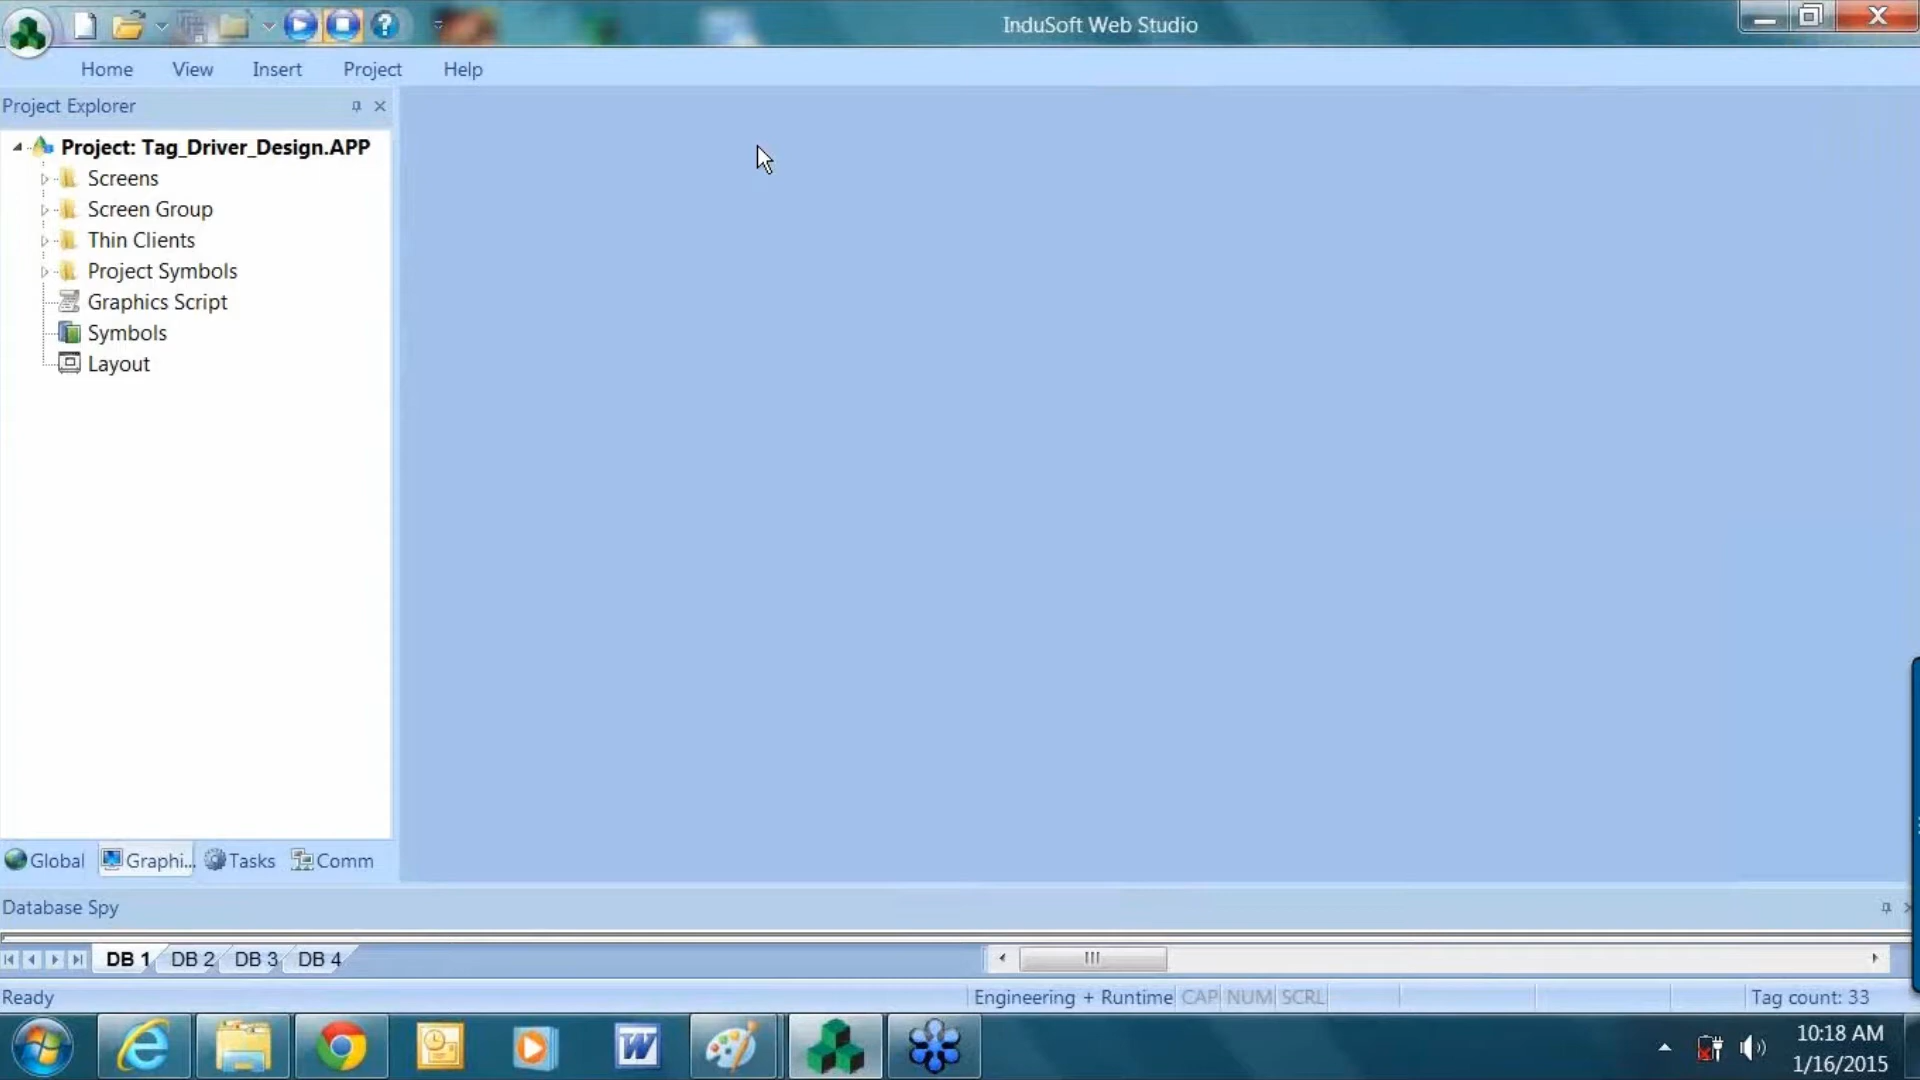 InduSoft Web Studio
Home View Insert Project Help
Project Explorer
Project: Tag_Driver_Design.APP
Screens
Screen Group
Thin Clients
Project Symbols
Graphics Script
Symbols
Layout
Global Graphi... Tasks Comm
Database Spy
DB 1 DB 2 DB 3 DB 4
Ready Engineering + Runtime CAP NUM SCRL Tag count: 33
10:18 AM
1/16/2015